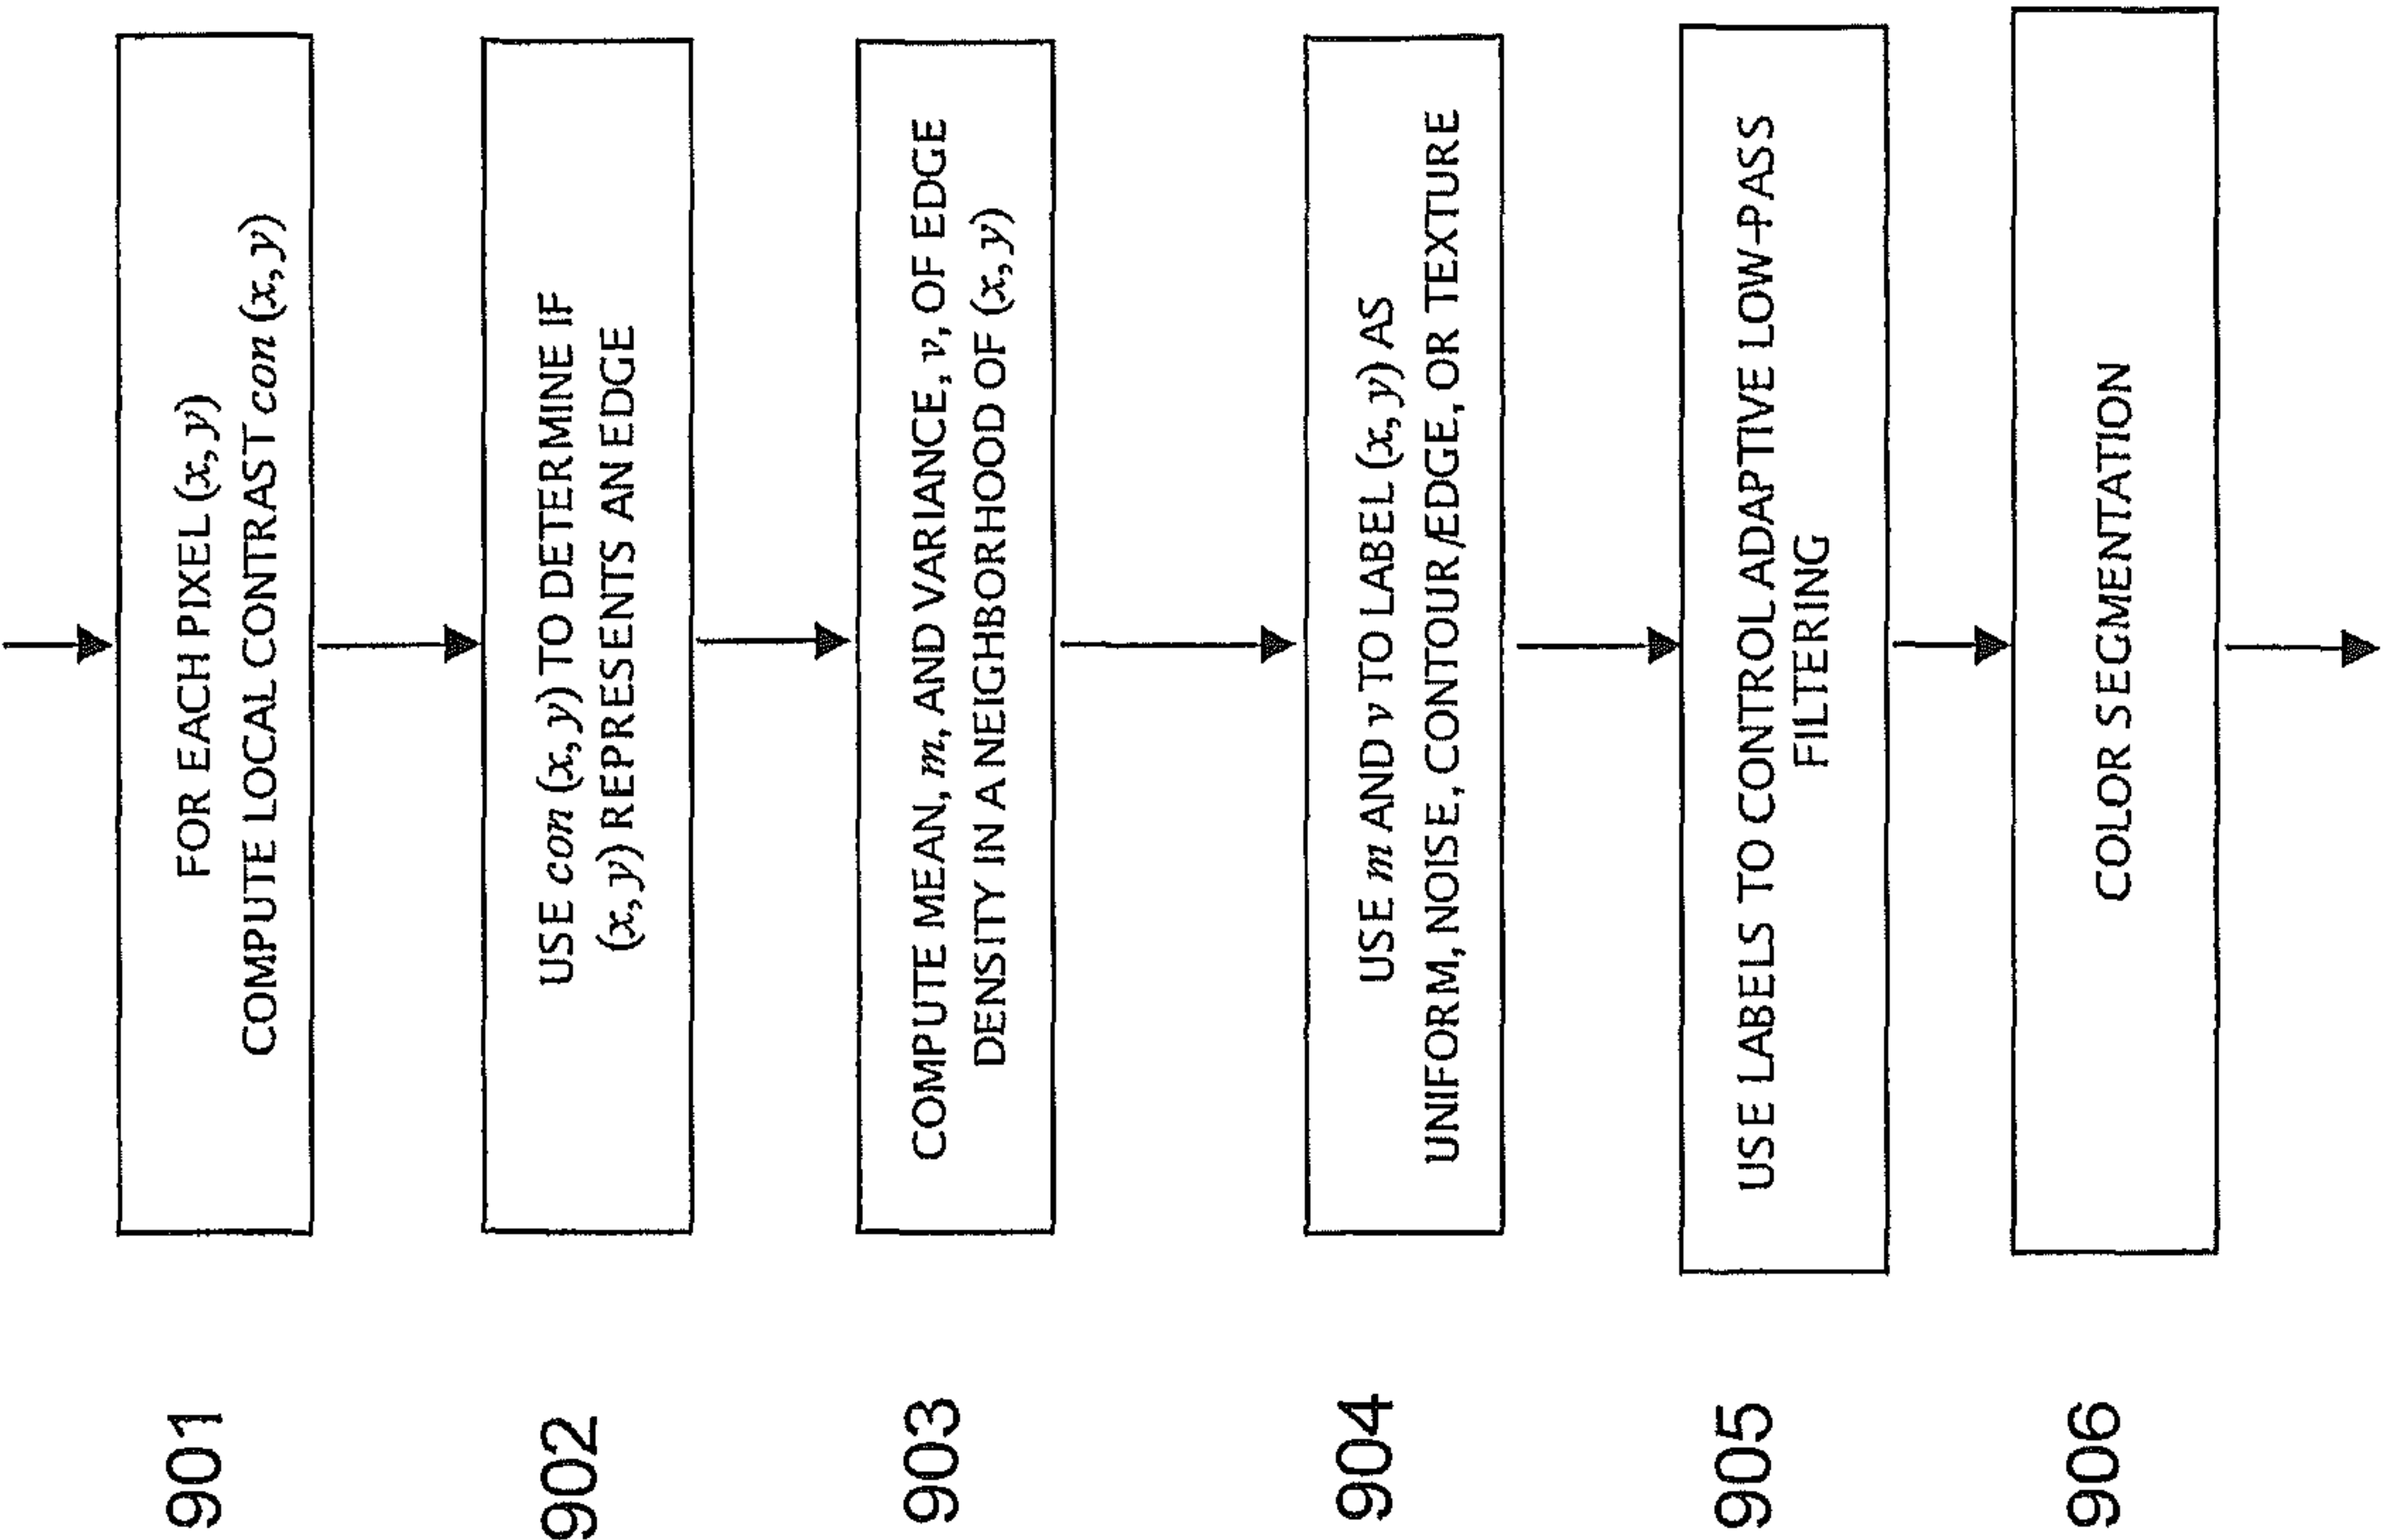 901
FOR EACH PIXEL (x, y)
COMPUTE LOCAL CONTRAST con (x, y)
902
USE con (x, y) TO DETERMINE IF
(x, y) REPRESENTS AN EDGE
903
COMPUTE MEAN, m, AND VARIANCE, v, OF EDGE
DENSITY IN A NEIGHBORHOOD OF (x, y)
904
USE m AND v TO LABEL (x, y) AS
UNIFORM, NOISE, CONTOUR/EDGE, OR TEXTURE
905
USE LABELS TO CONTROL ADAPTIVE LOW-PASS
FILTERING
906
COLOR SEGMENTATION